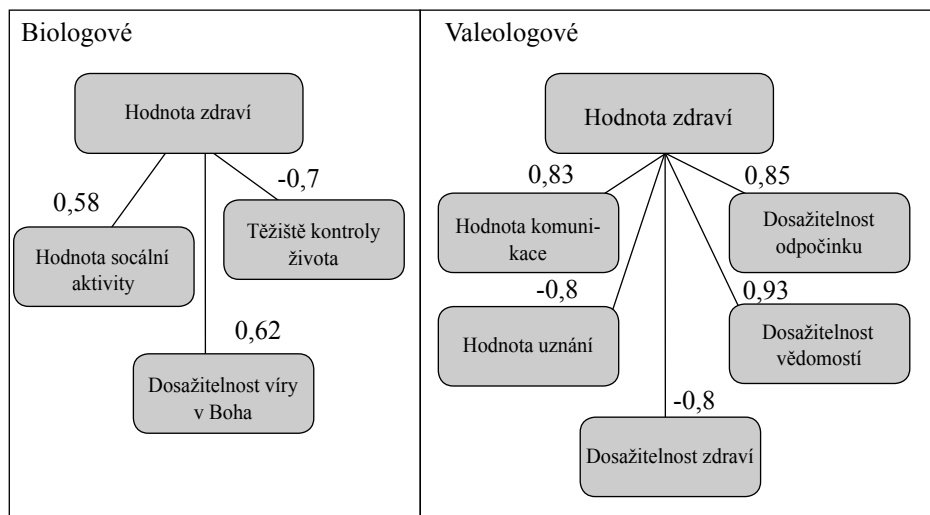 Biologové
Hodnota zdraví
0,58
-0,7
Hodnota socální
aktivity
Těžiště kontroly
života
0,62
Dosažitelnost víry
v Boha
Valeologové
Hodnota zdraví
0,83
0,85
Hodnota komuni-
kace
Dosažitelnost
odpočinku
-0,8
0,93
Hodnota uznání
Dosažitelnost
vědomostí
-0,8
Dosažitelnost zdraví